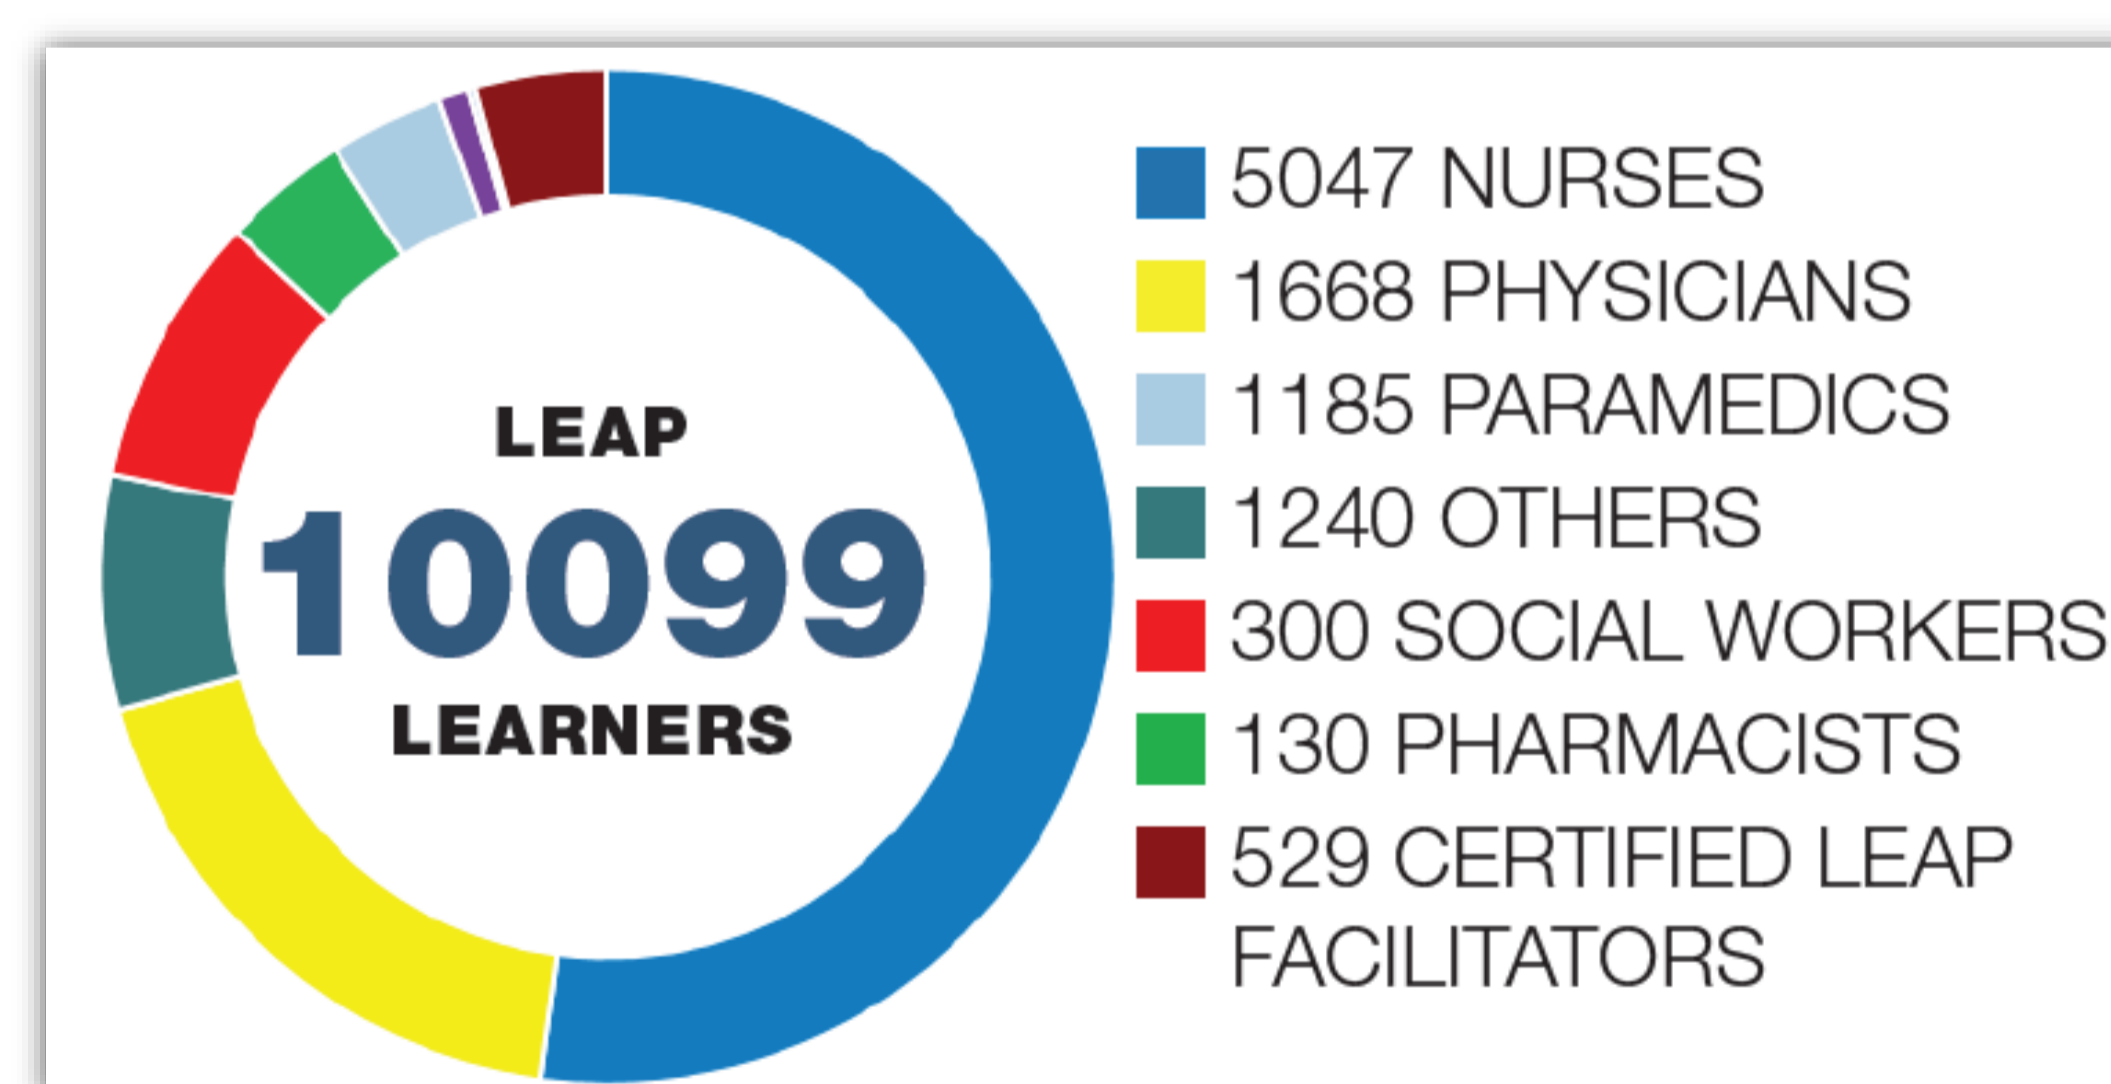 LEAP
10099
LEARNERS
5047 NURSES
1668 PHYSICIANS
1185 PARAMEDICS
1240 OTHERS
300 SOCIAL WORKERS
130 PHARMACISTS
529 CERTIFIED LEAP
FACILITATORS